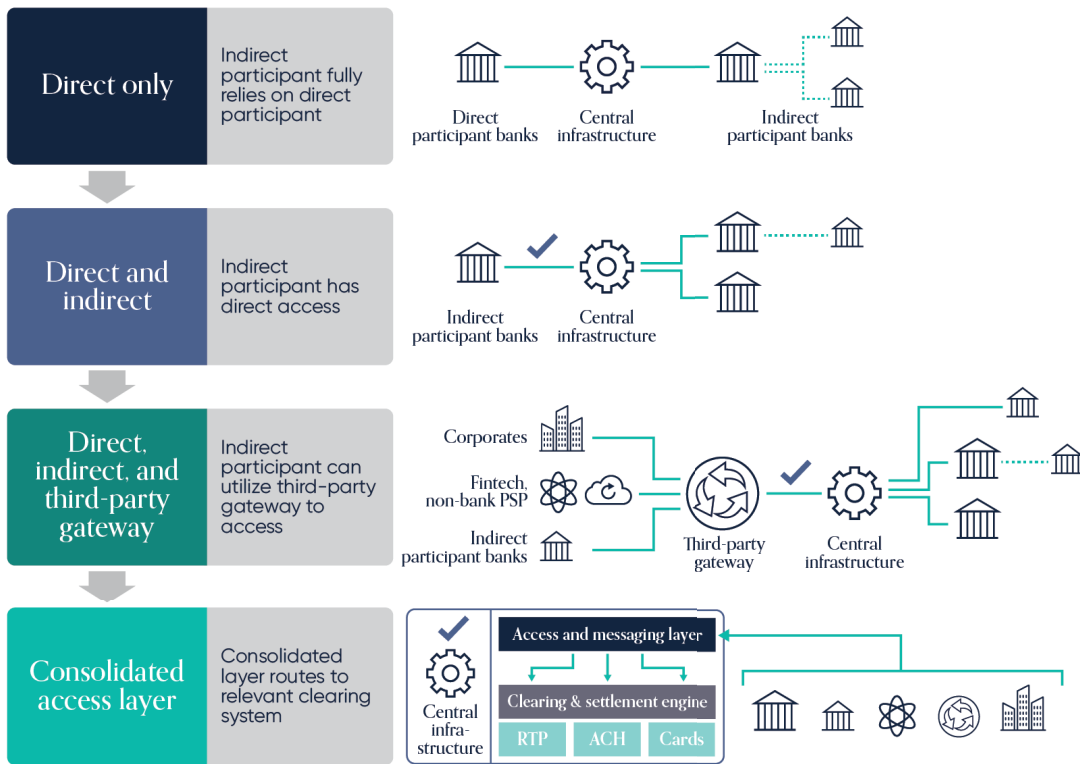 Direct only
Indirect
participant fully
relies on direct
participant
Direct
participant banks
Central
infrastructure
Indirect
participant banks
Direct and
indirect
Indirect
participant has
direct access
Indirect
participant banks
Central
infrastructure
Direct,
indirect, and
third-party
gateway
Indirect
participant can
utilize third-party
gateway to
access
Corporates
Fintech,
non-bank PSP
Indirect
participant banks
Third-party
gateway
Central
infrastructure
Consolidated
access layer
Consolidated
layer routes to
relevant clearing
system
Central
infra-
structure
Access and messaging layer
Clearing & settlement engine
RTP
ACH
Cards